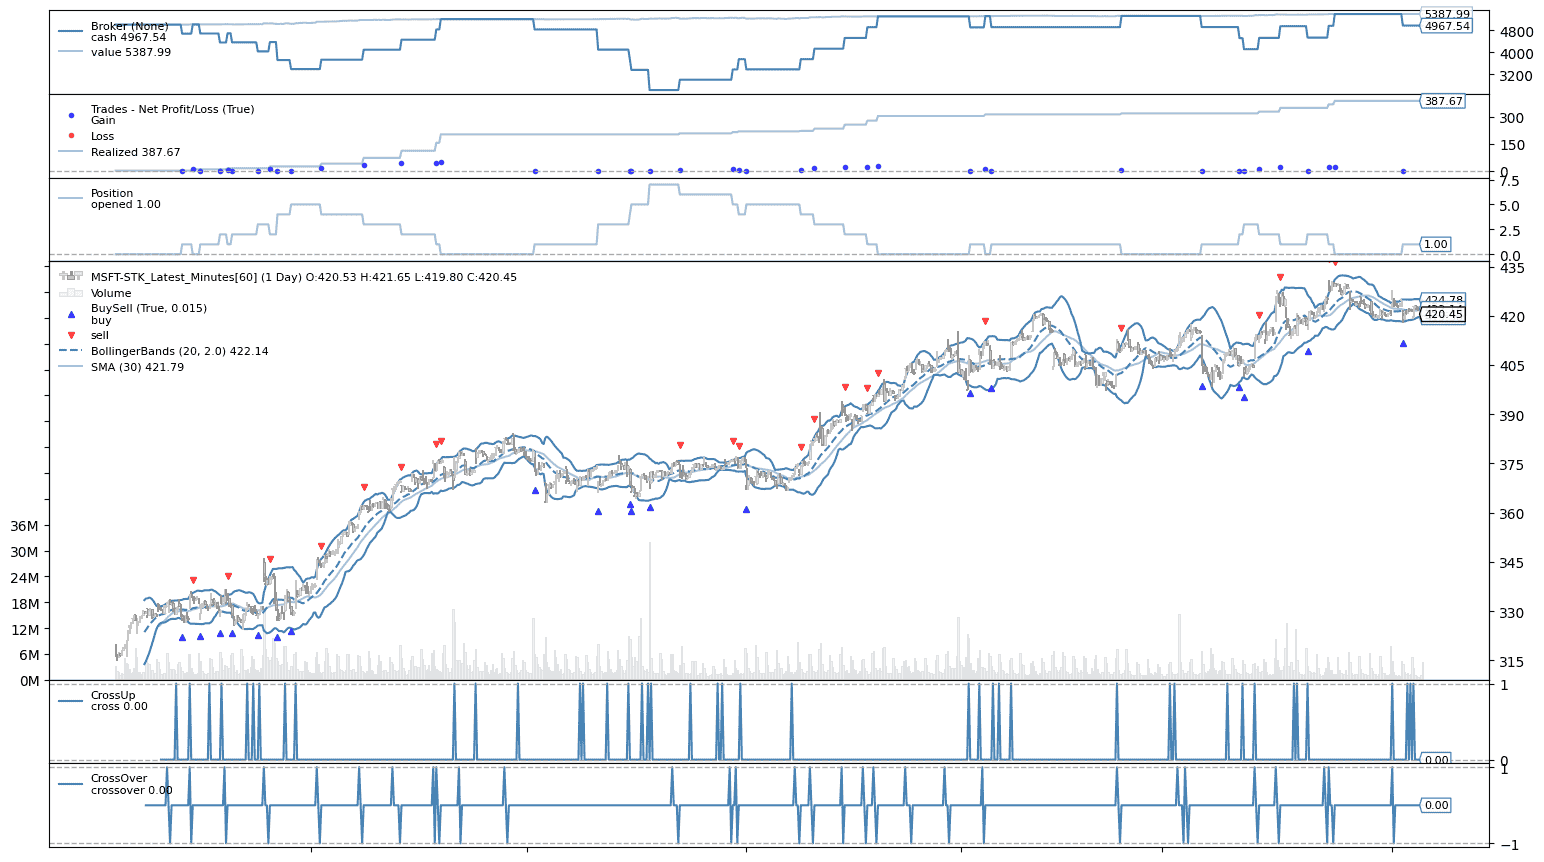 Broker (None)
cash 4967.54
value 5387.99
5387.99
4967.54
4800
4000
3200
Trades - Net Profit/Loss (True)
Gain
Loss
Realized 387.67
387.67
300
150
0
Position
opened 1.00
7.5
5.0
2.5
1.00
0.0
MSFT-STK_Latest_Minutes[60] (1 Day) O:420.53 H:421.65 L:419.80 C:420.45
Volume
BuySell (True, 0.015)
buy
sell
BollingerBands (20, 2.0) 422.14
SMA (30) 421.79
435
424.78
420.45
420
405
390
375
360
345
330
315
36M
30M
24M
18M
12M
6M
0M
CrossUp
cross 0.00
1
0.00
0
CrossOver
crossover 0.00
1
0.00
−1